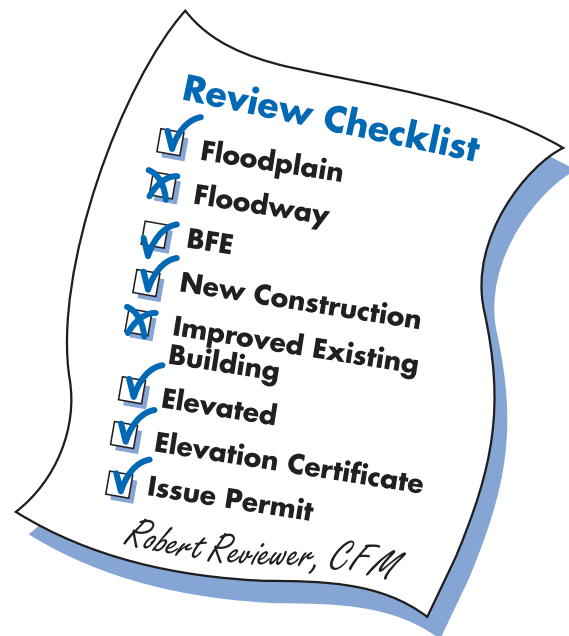 Review Checklist
Floodplain
Floodway
BFE
New Construction
Improved Existing
Building
Elevated
Elevation Certificate
Issue Permit
Robert Reviewer, CFM